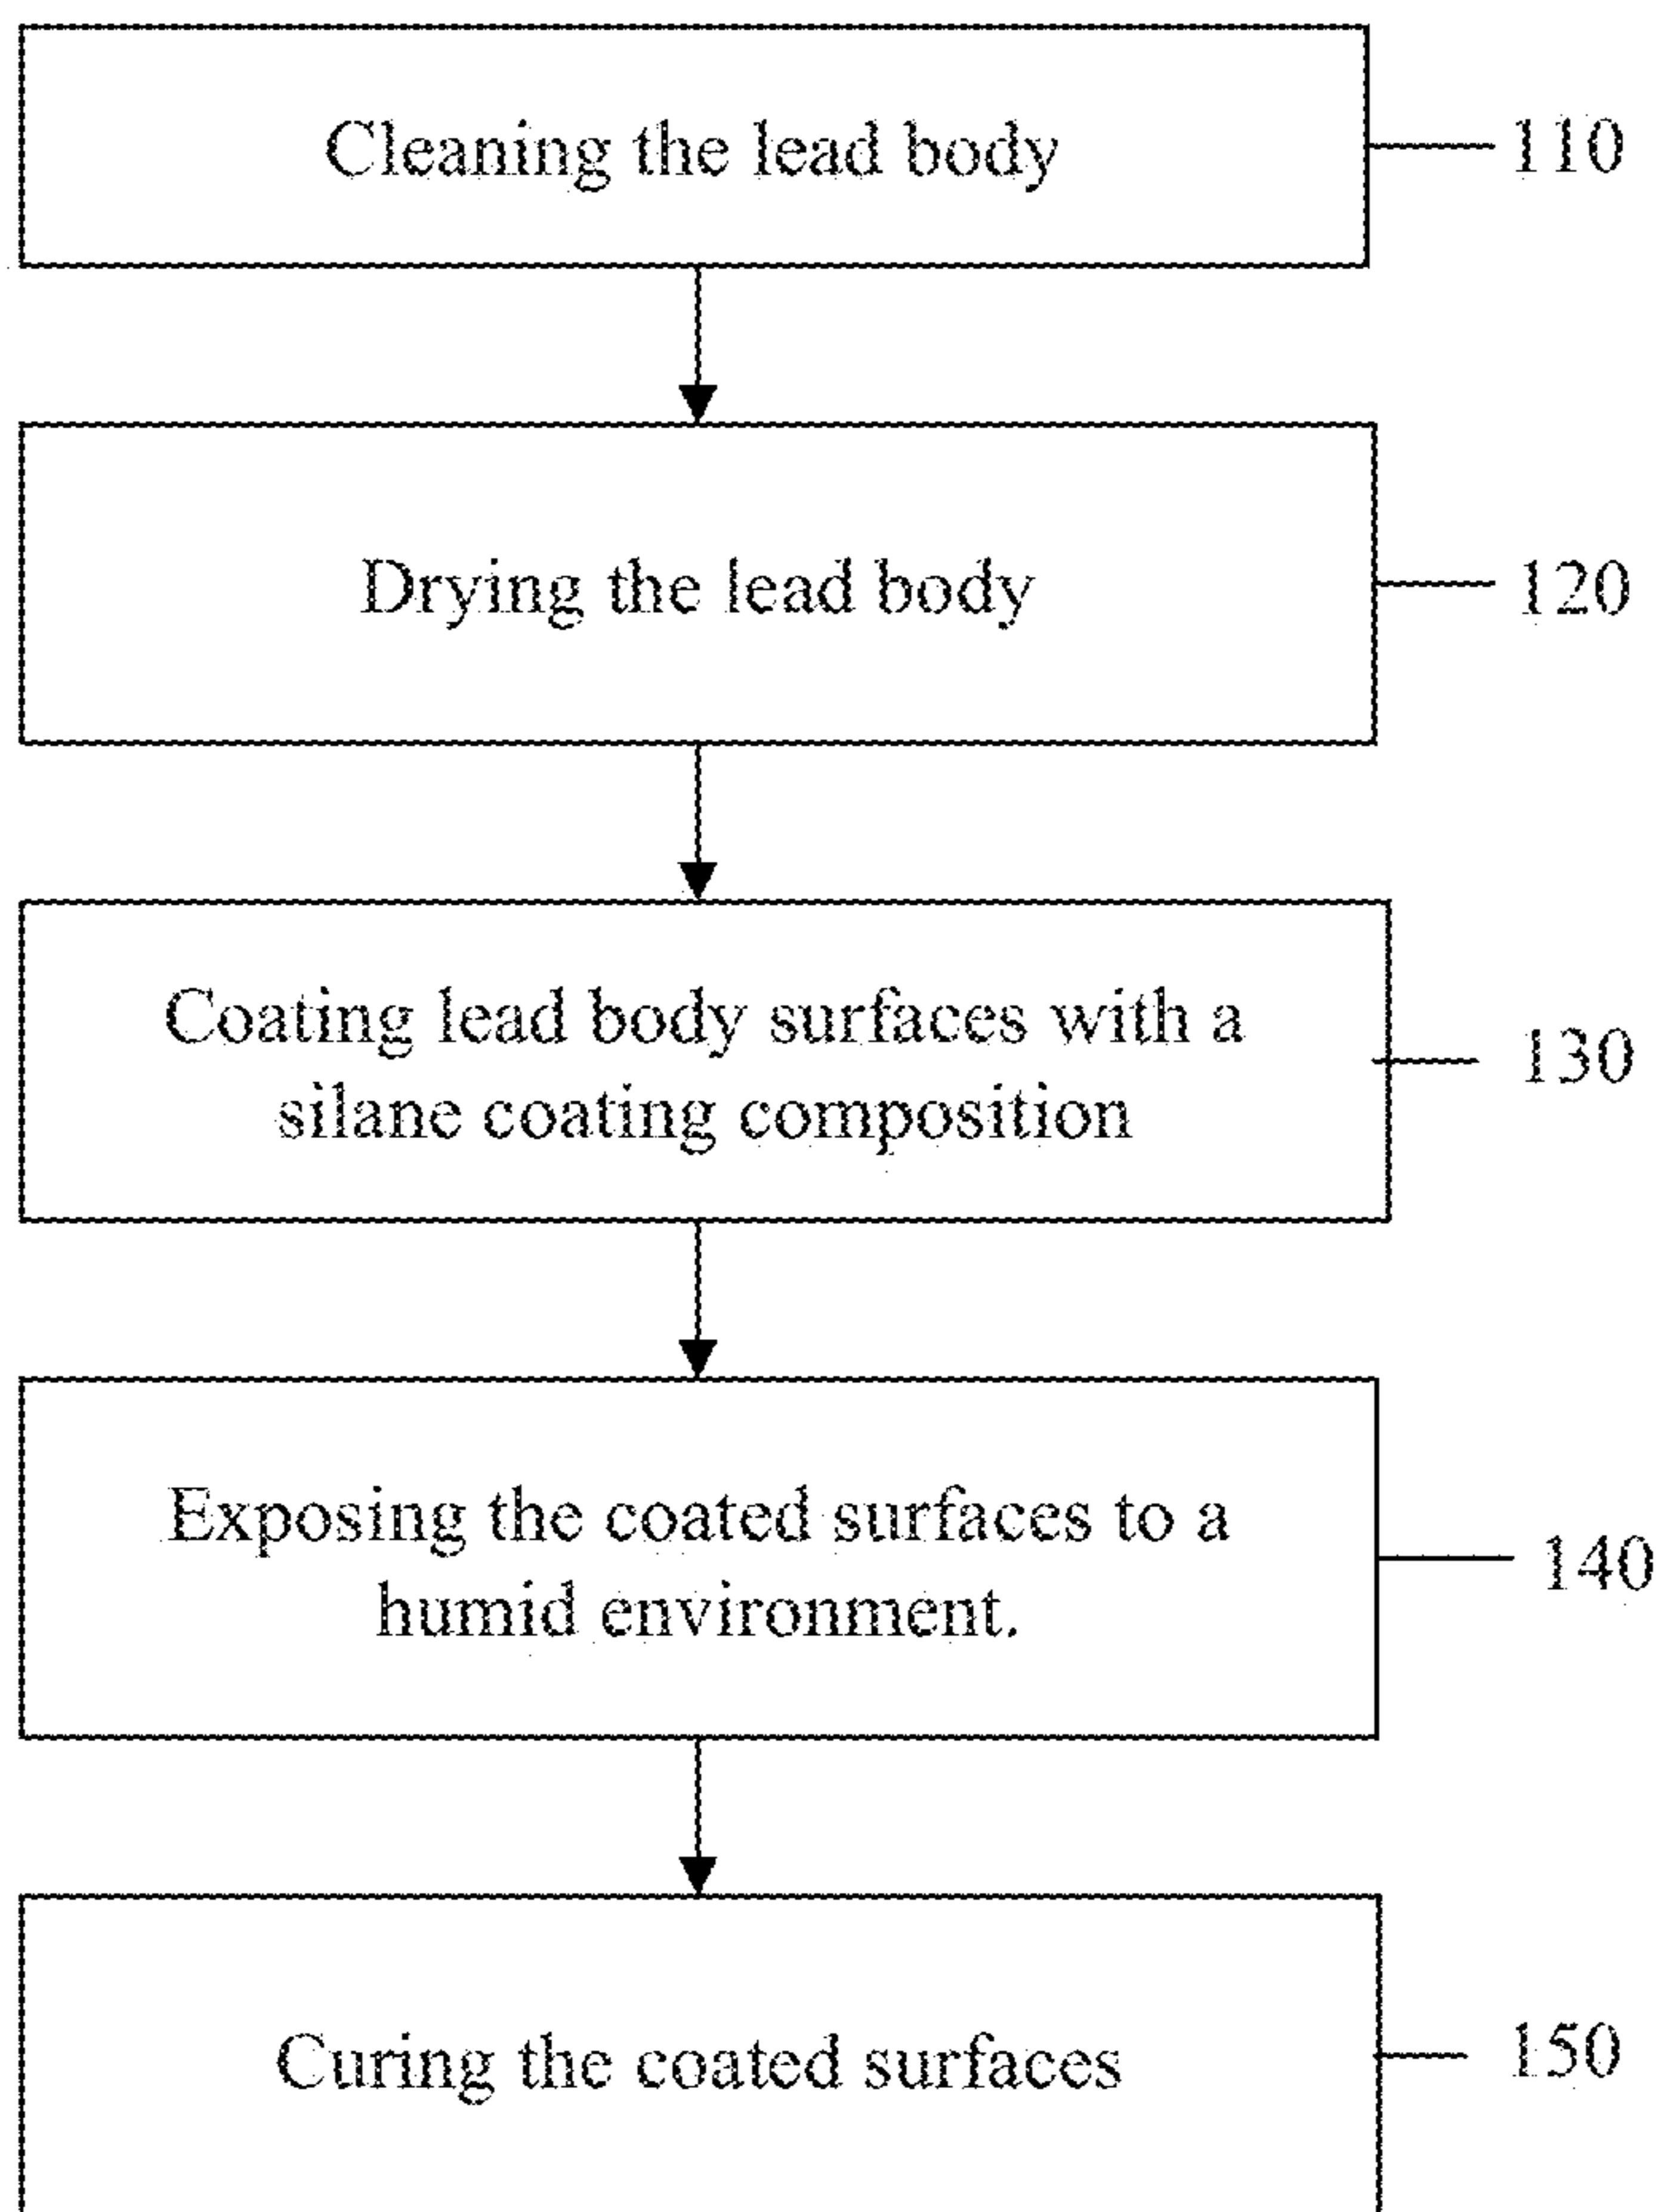 Cleaning the lead body
110
Drying the lead body
120
Coating lead body surfaces with a
silane coating composition
130
Exposing the coated surfaces to a
humid environment.
140
Curing the coated surfaces
150